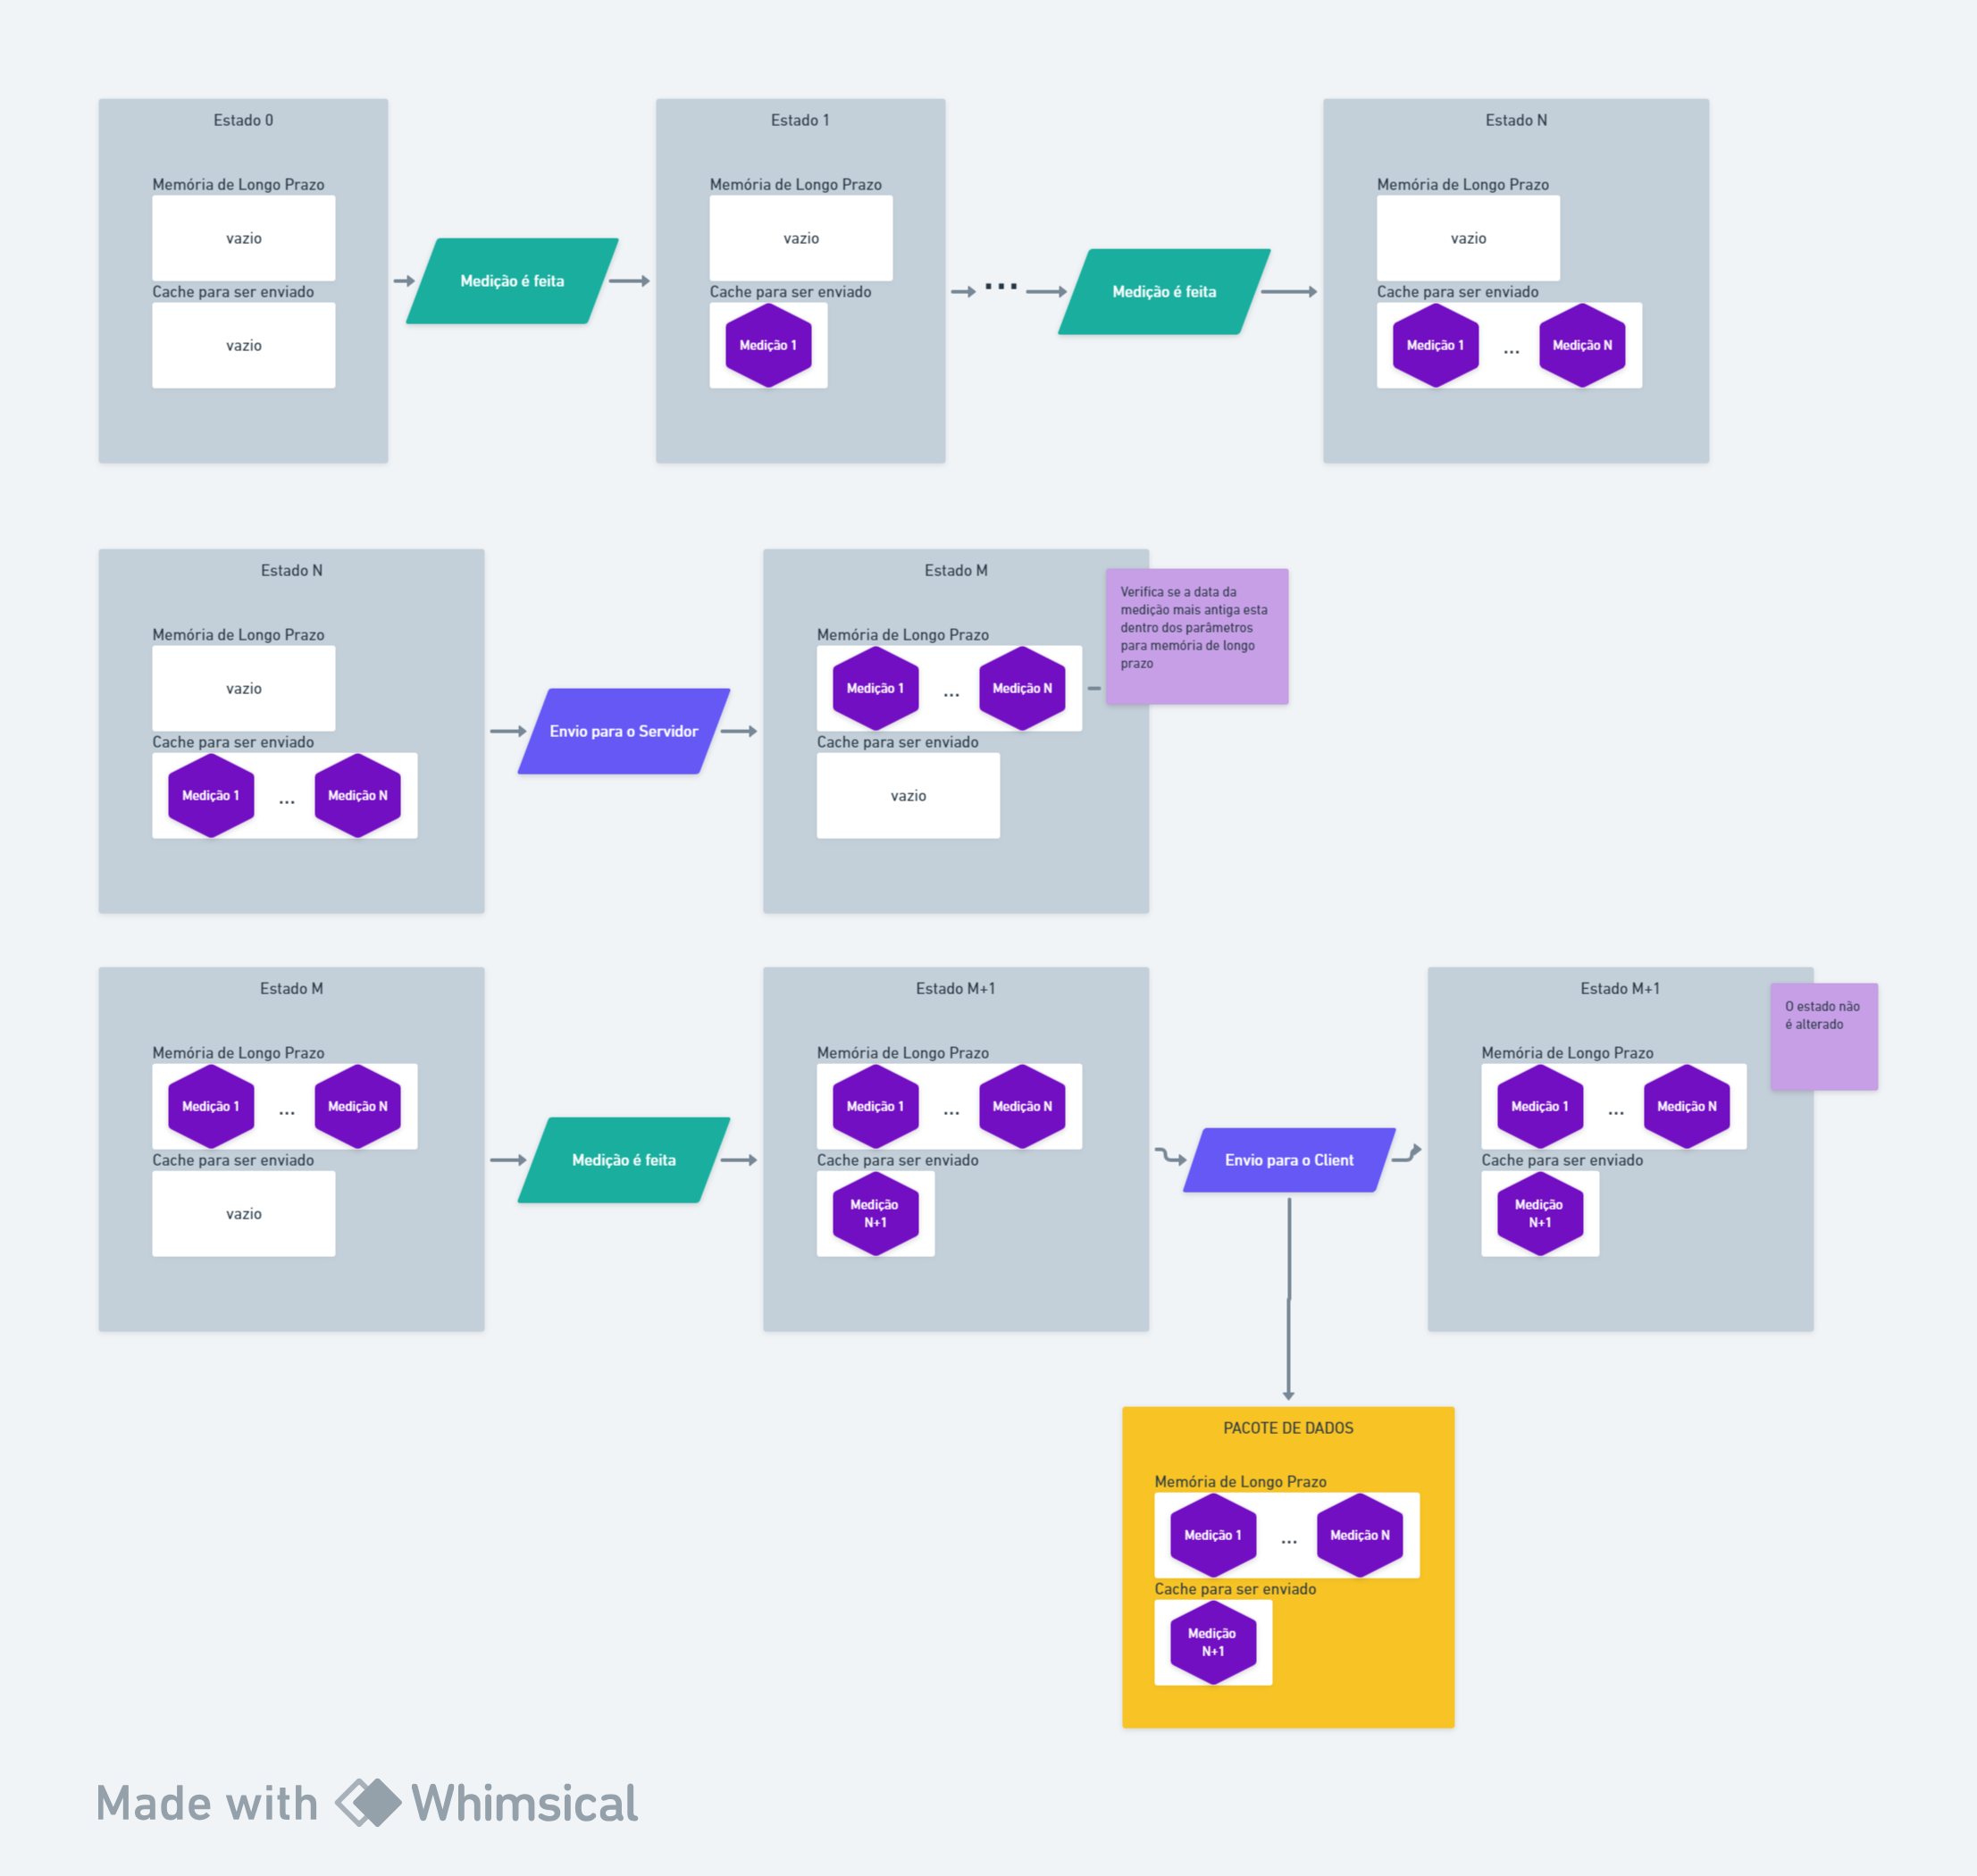 Estado 0
Memória de Longo Prazo
vazio
Cache para ser enviado
vazio
Medição é feita
Estado 1
Memória de Longo Prazo
vazio
Cache para ser enviado
Medição 1
...
Medição é feita
Estado N
Memória de Longo Prazo
vazio
Cache para ser enviado
Medição 1
...
Medição N
Estado N
Memória de Longo Prazo
vazio
Cache para ser enviado
Medição 1
...
Medição N
Envio para o Servidor
Estado M
Memória de Longo Prazo
Medição 1
...
Medição N
Cache para ser enviado
vazio
Verifica se a data da
medição mais antiga esta
dentro dos parâmetros
para memória de longo
prazo
Estado M
Memória de Longo Prazo
Medição 1
...
Medição N
Cache para ser enviado
vazio
Medição é feita
Estado M+1
Memória de Longo Prazo
Medição 1
...
Medição N
Cache para ser enviado
Medição
N+1
Envio para o Client
Estado M+1
Memória de Longo Prazo
Medição 1
...
Medição N
Cache para ser enviado
Medição
N+1
O estado não
é alterado
PACOTE DE DADOS
Memória de Longo Prazo
Medição 1
...
Medição N
Cache para ser enviado
Medição
N+1
Made with Whimsical